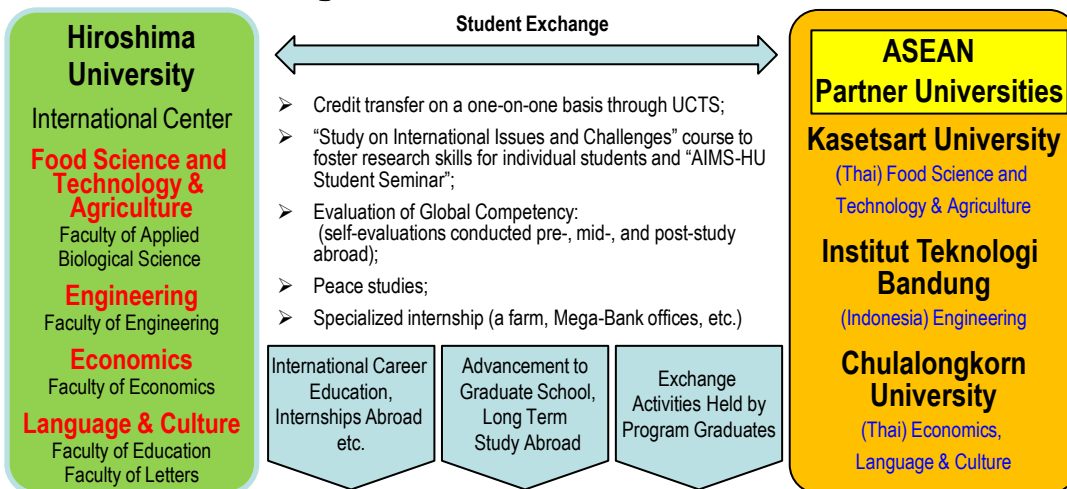 Hiroshima
University
International Center
Food Science and
Technology &
Agriculture
Faculty of Applied
Biological Science
Engineering
Faculty of Engineering
Economics
Faculty of Economics
Language & Culture
Faculty of Education
Faculty of Letters
Student Exchange
➢ Credit transfer on a one-on-one basis through UCTS;
➢ “Study on International Issues and Challenges” course to
foster research skills for individual students and “AIMS-HU
Student Seminar”;
➢ Evaluation of Global Competency:
(self-evaluations conducted pre-, mid-, and post-study
abroad);
➢ Peace studies;
➢ Specialized internship (a farm, Mega-Bank offices, etc.)
International Career
Education,
Internships Abroad
etc.
Advancement to
Graduate School,
Long Term
Study Abroad
Exchange
Activities Held by
Program Graduates
ASEAN
Partner Universities
Kasetsart University
(Thai) Food Science and
Technology & Agriculture
Institut Teknologi
Bandung
(Indonesia) Engineering
Chulalongkorn
University
(Thai) Economics,
Language & Culture